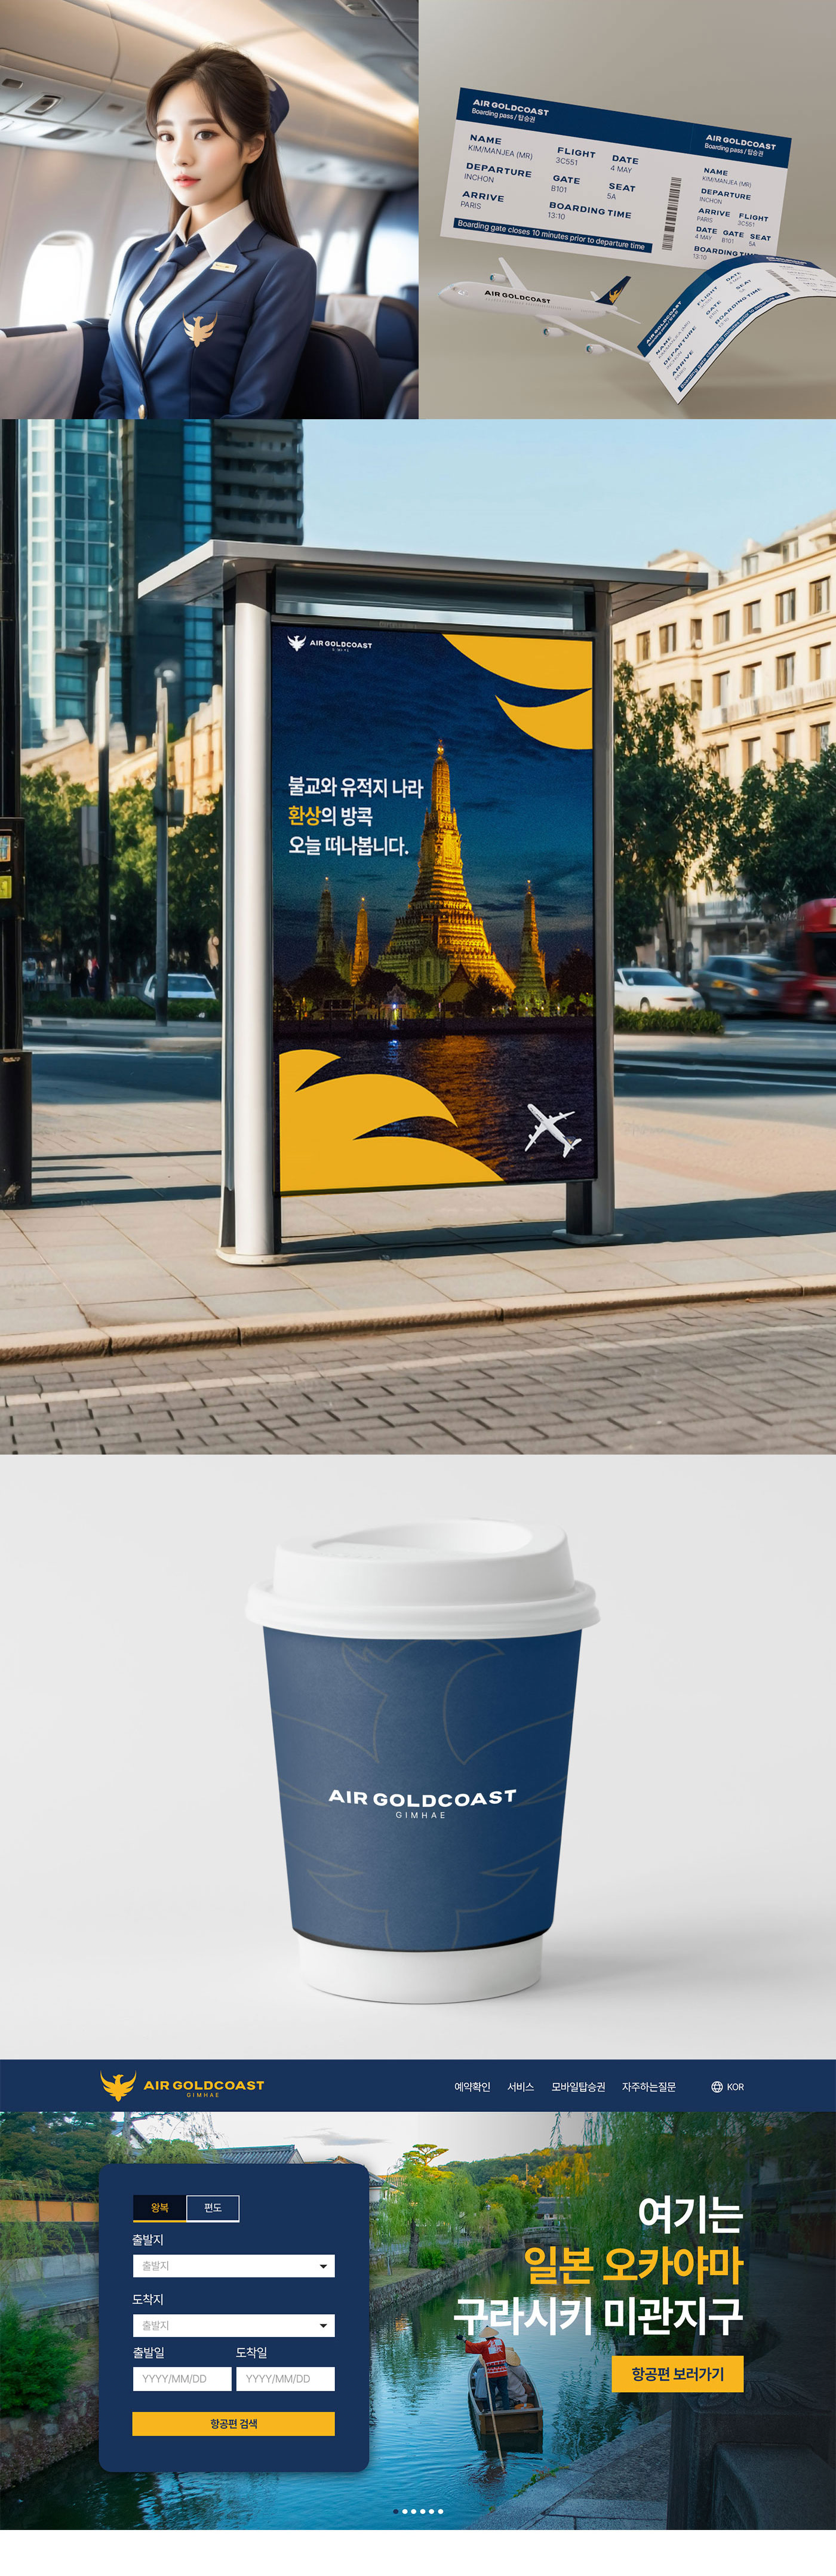 AIR GOLDCOAST
Boarding pass / 탑승권
NAME
KIM/MANJEA (MR)
FLIGHT
3C551
DATE
4 MAY
DEPARTURE
INCHON
GATE
B101
SEAT
5A
ARRIVE
PARIS
BOARDING TIME
13:10
Boarding gate closes 10 minutes prior to departure time
AIR GOLDCOAST
Boarding pass / 탑승권
NAME
KIM/MANJEA (MR)
DEPARTURE
INCHON
ARRIVE FLIGHT
PARIS 3C551
DATE GATE SEAT
4 MAY B101 5A
13:10
AIR GOLDCOAST
AIR GOLDCOAST
NAME
DEPARTURE
ARRIVE
FLIGHT
GATE
DATE
SEAT
BOARDING TIME
AIR GOLDCOAST
불교와 유적지 나라
환상의 방콕
오늘 떠나봅니다.
AIR GOLDCOAST
GIMHAE
AIR GOLDCOAST
GIMHAE
예약확인 서비스 모바일탑승권 자주하는질문 KOR
왕복 편도
출발지
출발지
도착지
출발지
출발일 도착일
YYYY/MM/DD YYYY/MM/DD
항공편 검색
여기는
일본 오카야마
구라시키 미관지구
항공편 보러가기